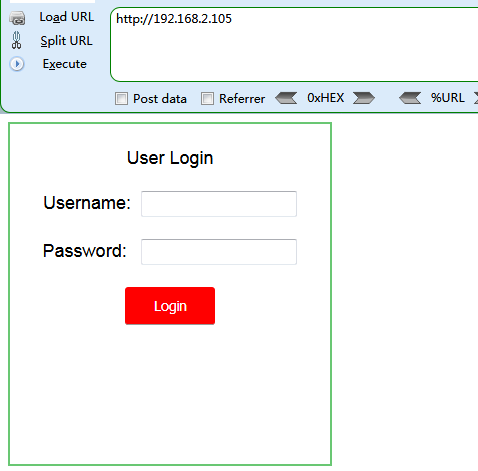 Load URL
http://192.168.2.105
Split URL
Execute
Post data Referrer 0xHEX %URL
User Login
Username:
Password:
Login